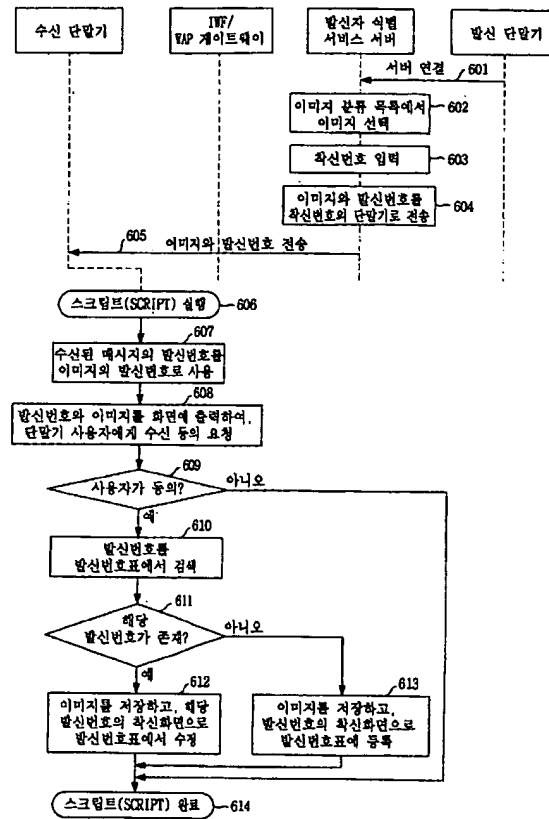 수신 단말기
IWF/
WAP 게이트웨이
발신자 식별
서비스 서버
발신 단말기
서버 연결
601
이미지 분류 목록에서
이미지 선택
602
착신번호 입력
603
이미지와 발신번호를
착신번호의 단말기로 전송
604
605
이미지와 발신번호 전송
스크립트(SCRIPT) 실행
606
607
수신된 메시지의 발신번호를
이미지의 발신번호로 사용
608
발신번호와 이미지를 화면에 출력하여,
단말기 사용자에게 수신 동의 요청
609
사용자가 동의?
아니오
예
610
발신번호를
발신번호표에서 검색
611
해당
발신번호가 존재?
아니오
예
612
이미지를 저장하고, 해당
발신번호의 착신화면으로
발신번호표에서 수정
613
이미지를 저장하고,
발신번호의 착신화면으로
발신번호표에 등록
스크립트(SCRIPT) 완료
614